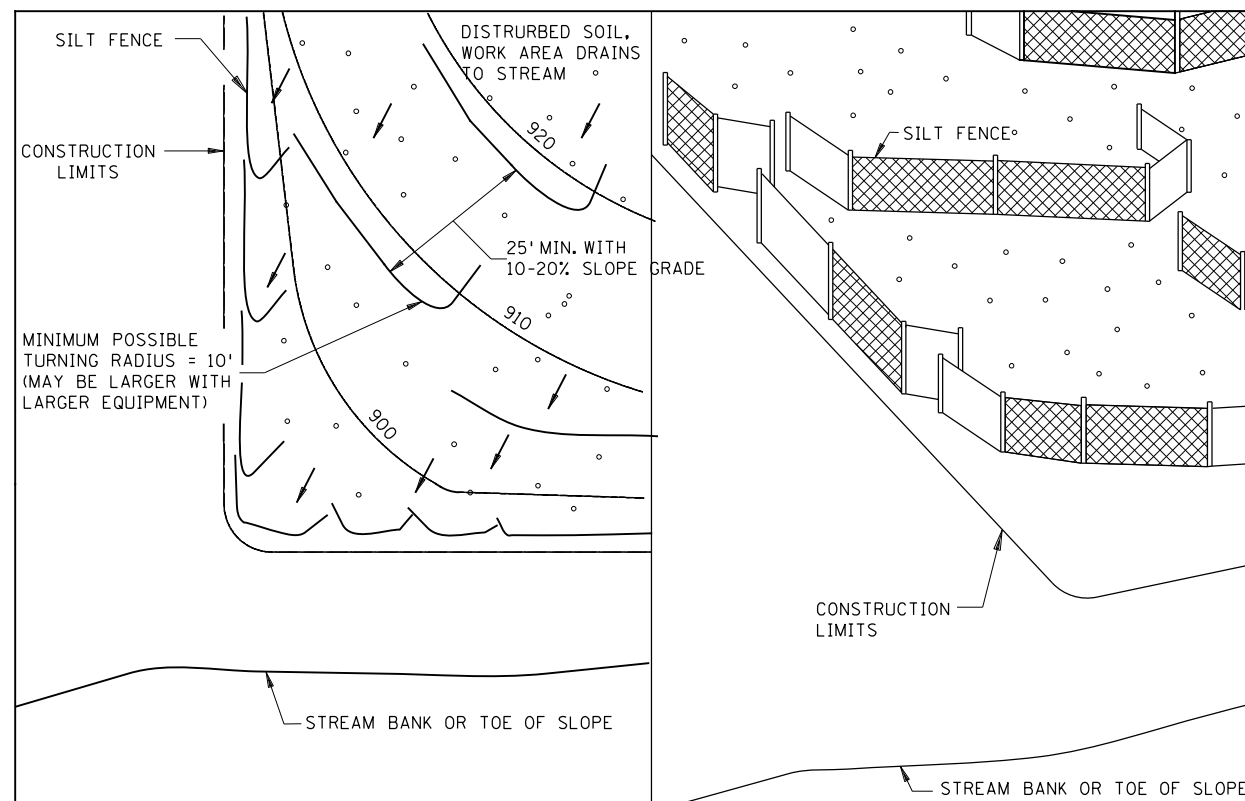 SILT FENCE
DISTRURBED SOIL,
WORK AREA DRAINS
TO STREAM
920
CONSTRUCTION
LIMITS
25' MIN. WITH
10-20% SLOPE GRADE
910
MINIMUM POSSIBLE
TURNING RADIUS = 10'
(MAY BE LARGER WITH
LARGER EQUIPMENT)
900
STREAM BANK OR TOE OF SLOPE
SILT FENCE
CONSTRUCTION
LIMITS
STREAM BANK OR TOE OF SLOPE